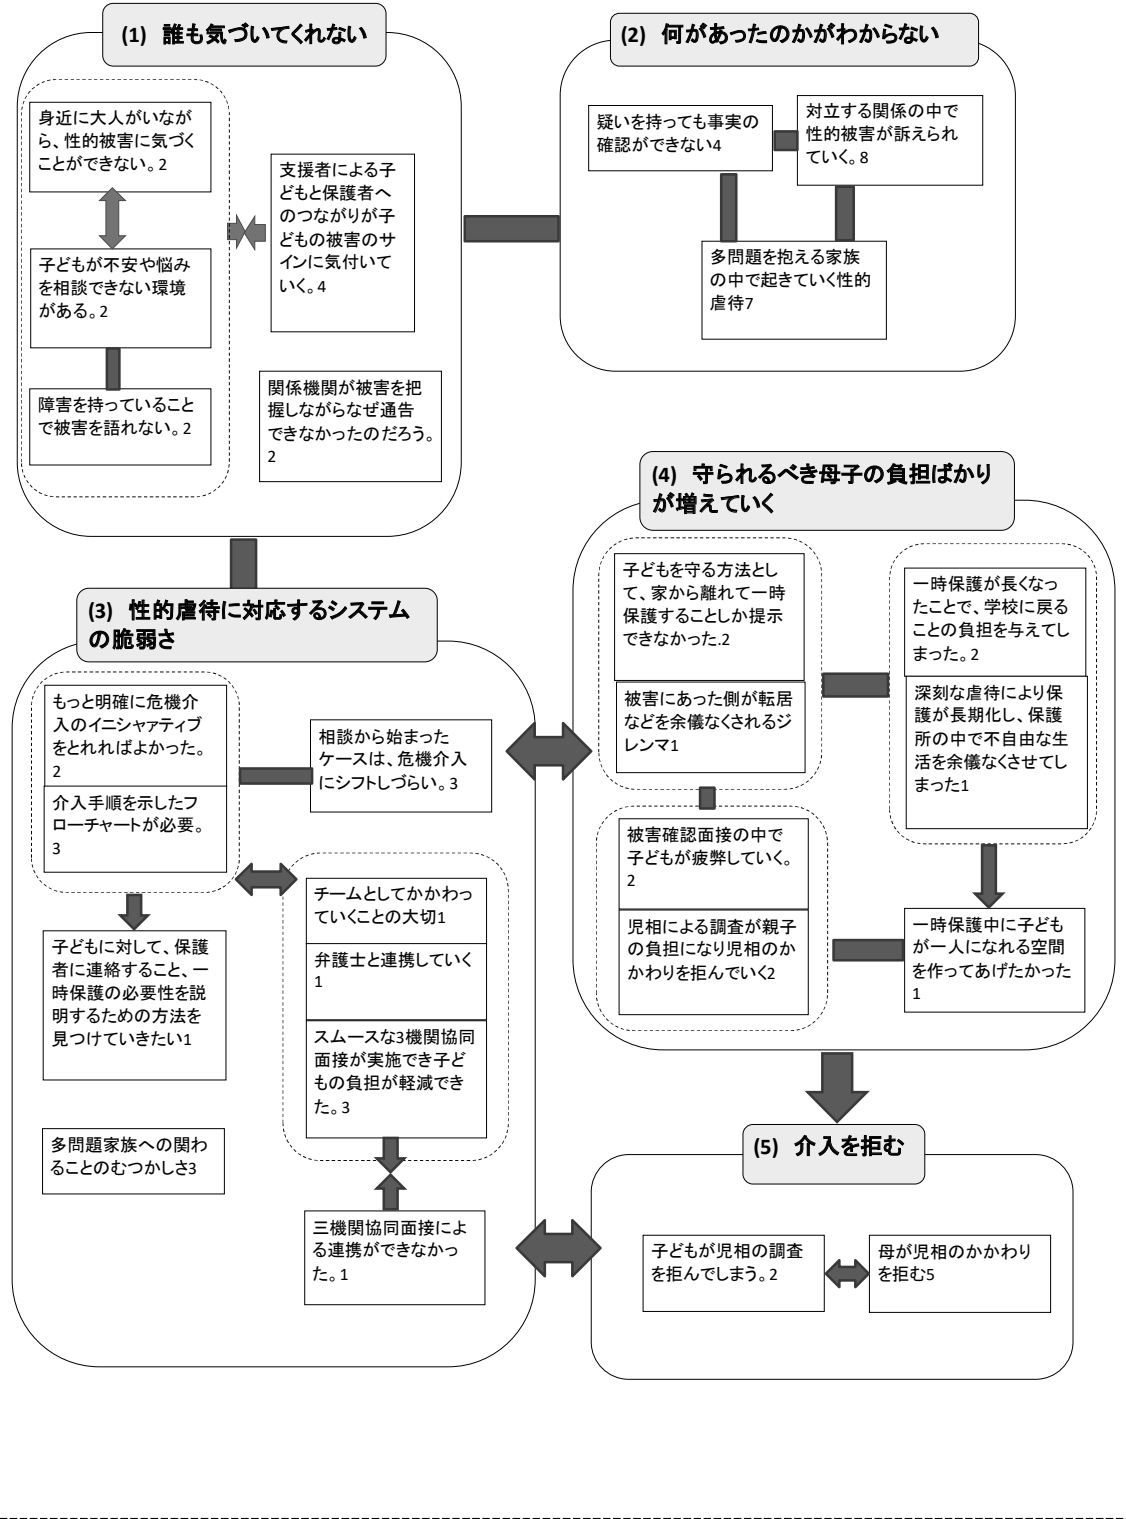 (1) 誰も気づいてくれない
身近に大人がいなが
ら、性的被害に気づく
ことができない。2
子どもが不安や悩み
を相談できない環境
がある。2
障害を持っていること
で被害を語れない。2
支援者による子
どもと保護者へ
のつながりが子
どもの被害のサ
インに気付いて
いく。4
関係機関が被害を把
握しながらなぜ通告
できなかったのだろう。
2
(2) 何があったのかがわからない
疑いを持っても事実の
確認ができない4
対立する関係の中で
性的被害が訴えられ
ていく。8
多問題を抱える家族
の中で起きていく性的
虐待7
(3) 性的虐待に対応するシステム
の脆弱さ
もっと明確に危機介
入のイニシャァティブ
をとれればよかった。
2
介入手順を示したフ
ローチャートが必要。
3
相談から始まった
ケースは、危機介入
にシフトしづらい。3
子どもに対して、保護
者に連絡すること、一
時保護の必要性を説
明するための方法を
見つけていきたい1
チームとしてかかわっ
ていくことの大切1
弁護士と連携していく
1
スムースな3機関協同
面接が実施でき子ど
もの負担が軽減でき
た。3
多問題家族への関わ
ることのむつかしさ3
三機関協同面接によ
る連携ができなかっ
た。1
(4) 守られるべき母子の負担ばかり
が増えていく
子どもを守る方法とし
て、家から離れて一時
保護することしか提示
できなかった.2
被害にあった側が転居
などを余儀なくされるジ
レンマ1
一時保護が長くなっ
たことで、学校に戻る
ことの負担を与えてし
まった。2
深刻な虐待により保
護が長期化し、保護
所の中で不自由な生
活を余儀なくさせてし
まった1
被害確認面接の中で
子どもが疲弊していく。
2
児相による調査が親子
の負担になり児相のか
かわりを拒んでいく2
一時保護中に子ども
が一人になれる空間
を作ってあげたかった
1
(5) 介入を拒む
子どもが児相の調査
を拒んでしまう。2
母が児相のかかわり
を拒む5